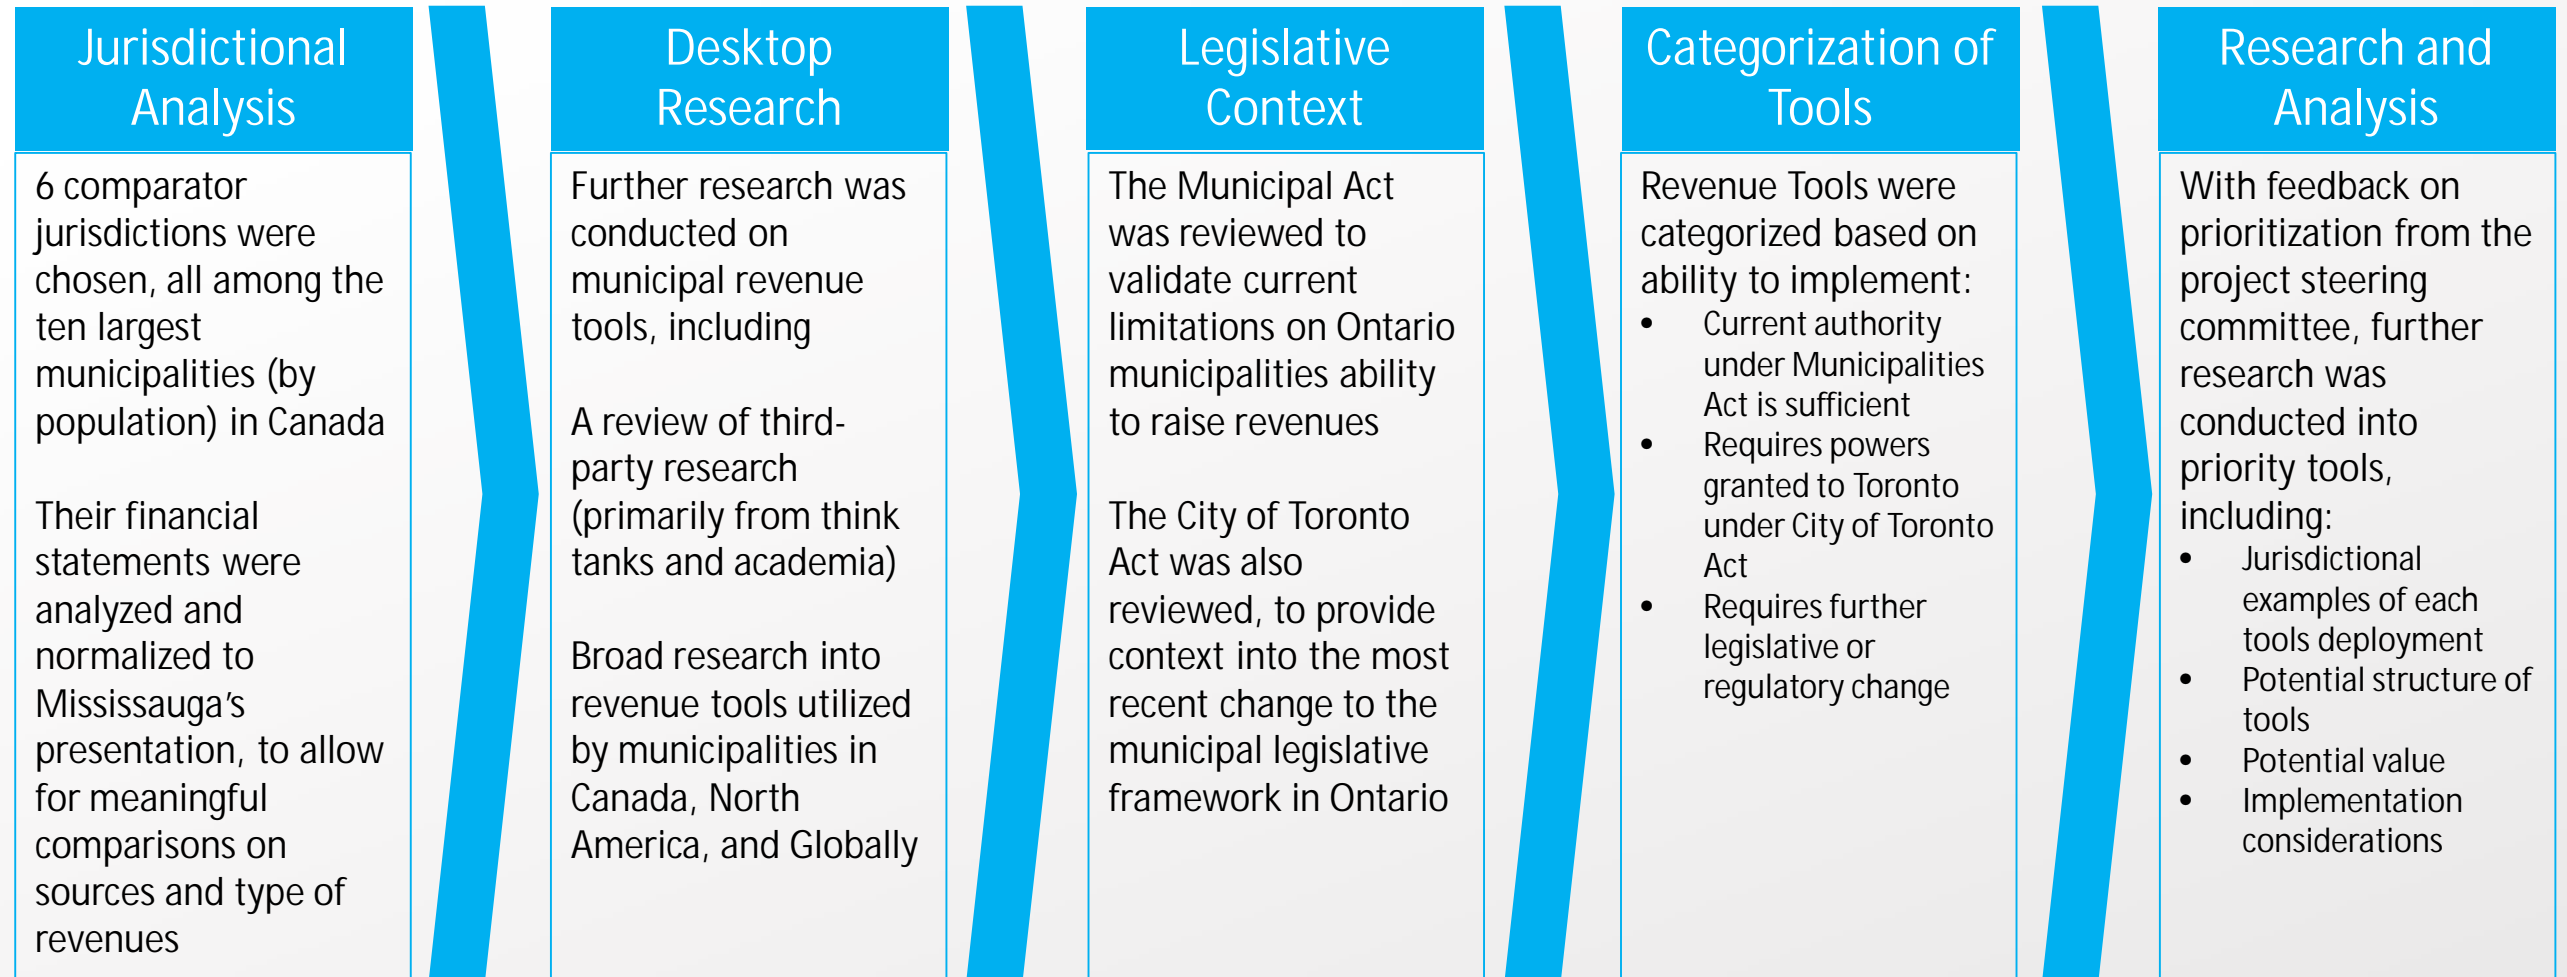 Jurisdictional
Analysis
6 comparator
jurisdictions were
chosen, all among the
ten largest
municipalities (by
population) in Canada
Their financial
statements were
analyzed and
normalized to
Mississauga's
presentation, to allow
for meaningful
comparisons on
sources and type of
revenues
Desktop
Research
Further research was
conducted on
municipal revenue
tools, including
A review of third-
party research
(primarily from think
tanks and academia)
Broad research into
revenue tools utilized
by municipalities in
Canada, North
America, and Globally
Legislative
Context
The Municipal Act
was reviewed to
validate current
limitations on Ontario
municipalities ability
to raise revenues
The City of Toronto
Act was also
reviewed, to provide
context into the most
recent change to the
municipal legislative
framework in Ontario
Categorization of
Tools
Revenue Tools were
categorized based on
ability to implement:
• Current authority
under Municipalities
Act is sufficient
• Requires powers
granted to Toronto
under City of Toronto
Act
• Requires further
legislative or
regulatory change
Research and
Analysis
With feedback on
prioritization from the
project steering
committee, further
research was
conducted into
priority tools,
including:
• Jurisdictional
examples of each
tools deployment
• Potential structure of
tools
• Potential value
• Implementation
considerations